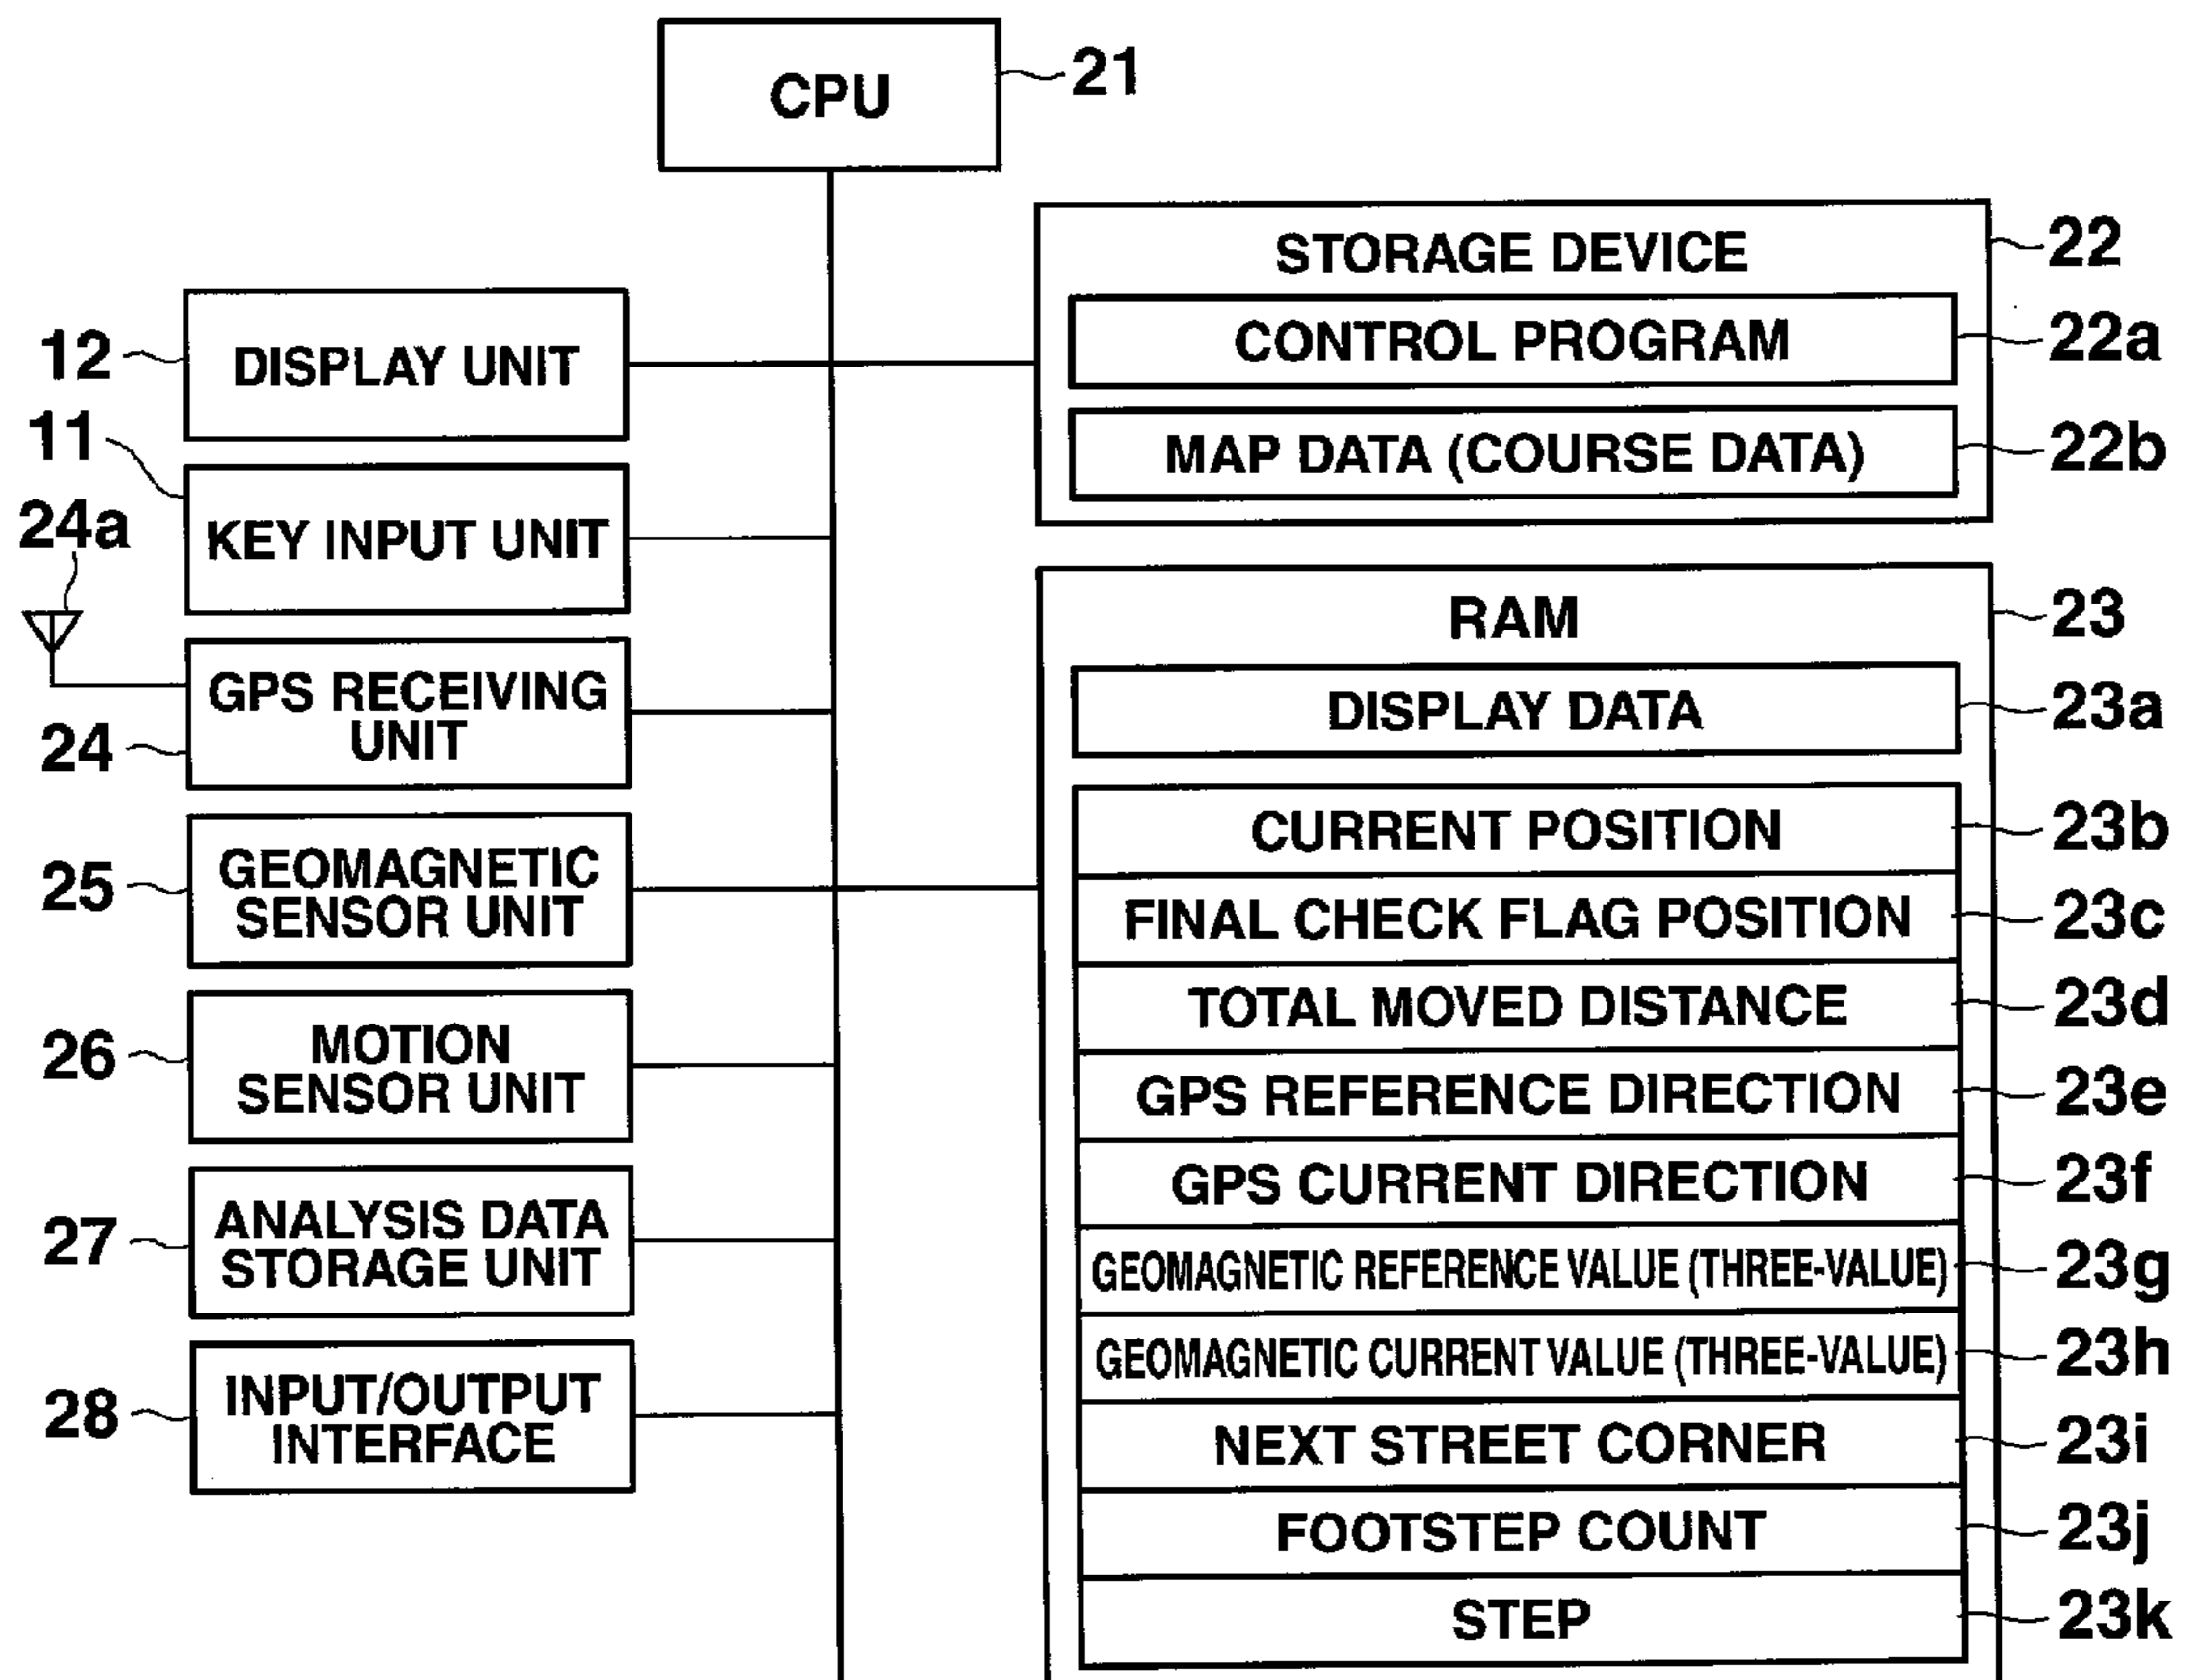 CPU
21
STORAGE DEVICE
22
CONTROL PROGRAM
22a
MAP DATA (COURSE DATA)
22b
12
DISPLAY UNIT
11
KEY INPUT UNIT
24a
GPS RECEIVING
UNIT
24
25
GEOMAGNETIC
SENSOR UNIT
26
MOTION
SENSOR UNIT
27
ANALYSIS DATA
STORAGE UNIT
28
INPUT/OUTPUT
INTERFACE
RAM
23
DISPLAY DATA
23a
CURRENT POSITION
23b
FINAL CHECK FLAG POSITION
23c
TOTAL MOVED DISTANCE
23d
GPS REFERENCE DIRECTION
23e
GPS CURRENT DIRECTION
23f
GEOMAGNETIC REFERENCE VALUE (THREE-VALUE)
23g
GEOMAGNETIC CURRENT VALUE (THREE-VALUE)
23h
NEXT STREET CORNER
23i
FOOTSTEP COUNT
23j
STEP
23k